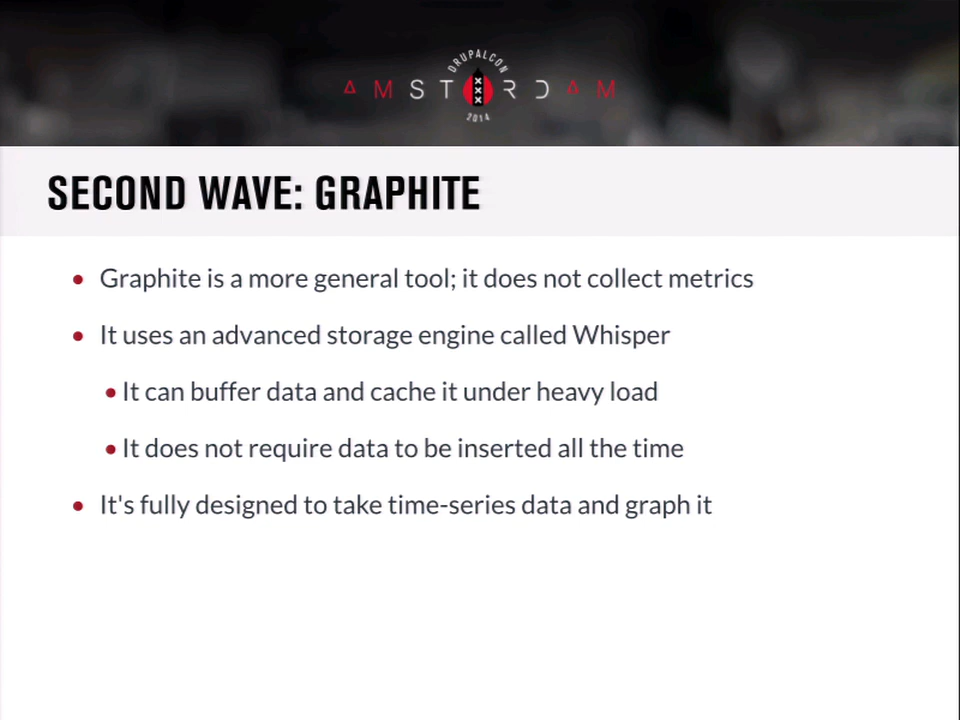 DRUPALCON
AMST RDAM
2014
SECOND WAVE: GRAPHITE
• Graphite is a more general tool; it does not collect metrics
• It uses an advanced storage engine called Whisper
• It can buffer data and cache it under heavy load
• It does not require data to be inserted all the time
• It's fully designed to take time-series data and graph it